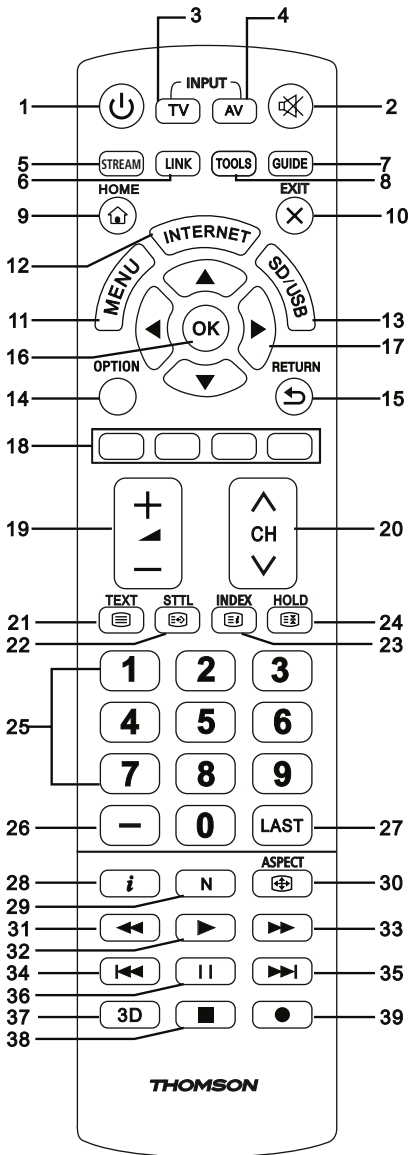 3 4
INPUT
1 TV AV 2
5 STREAM LINK TOOLS GUIDE 7
6 8
HOME EXIT
9 10
12 INTERNET
11 MENU SD/USB 13
16 OK 17
OPTION RETURN
14 15
18
19 + CH 20
−
TEXT STTL INDEX HOLD
21 24
22 23
1 2 3
25 4 5 6
7 8 9
26 − 0 LAST 27
ASPECT
28 i N 30
29
31 33
32
34 35
36
37 3D 39
38
THOMSON